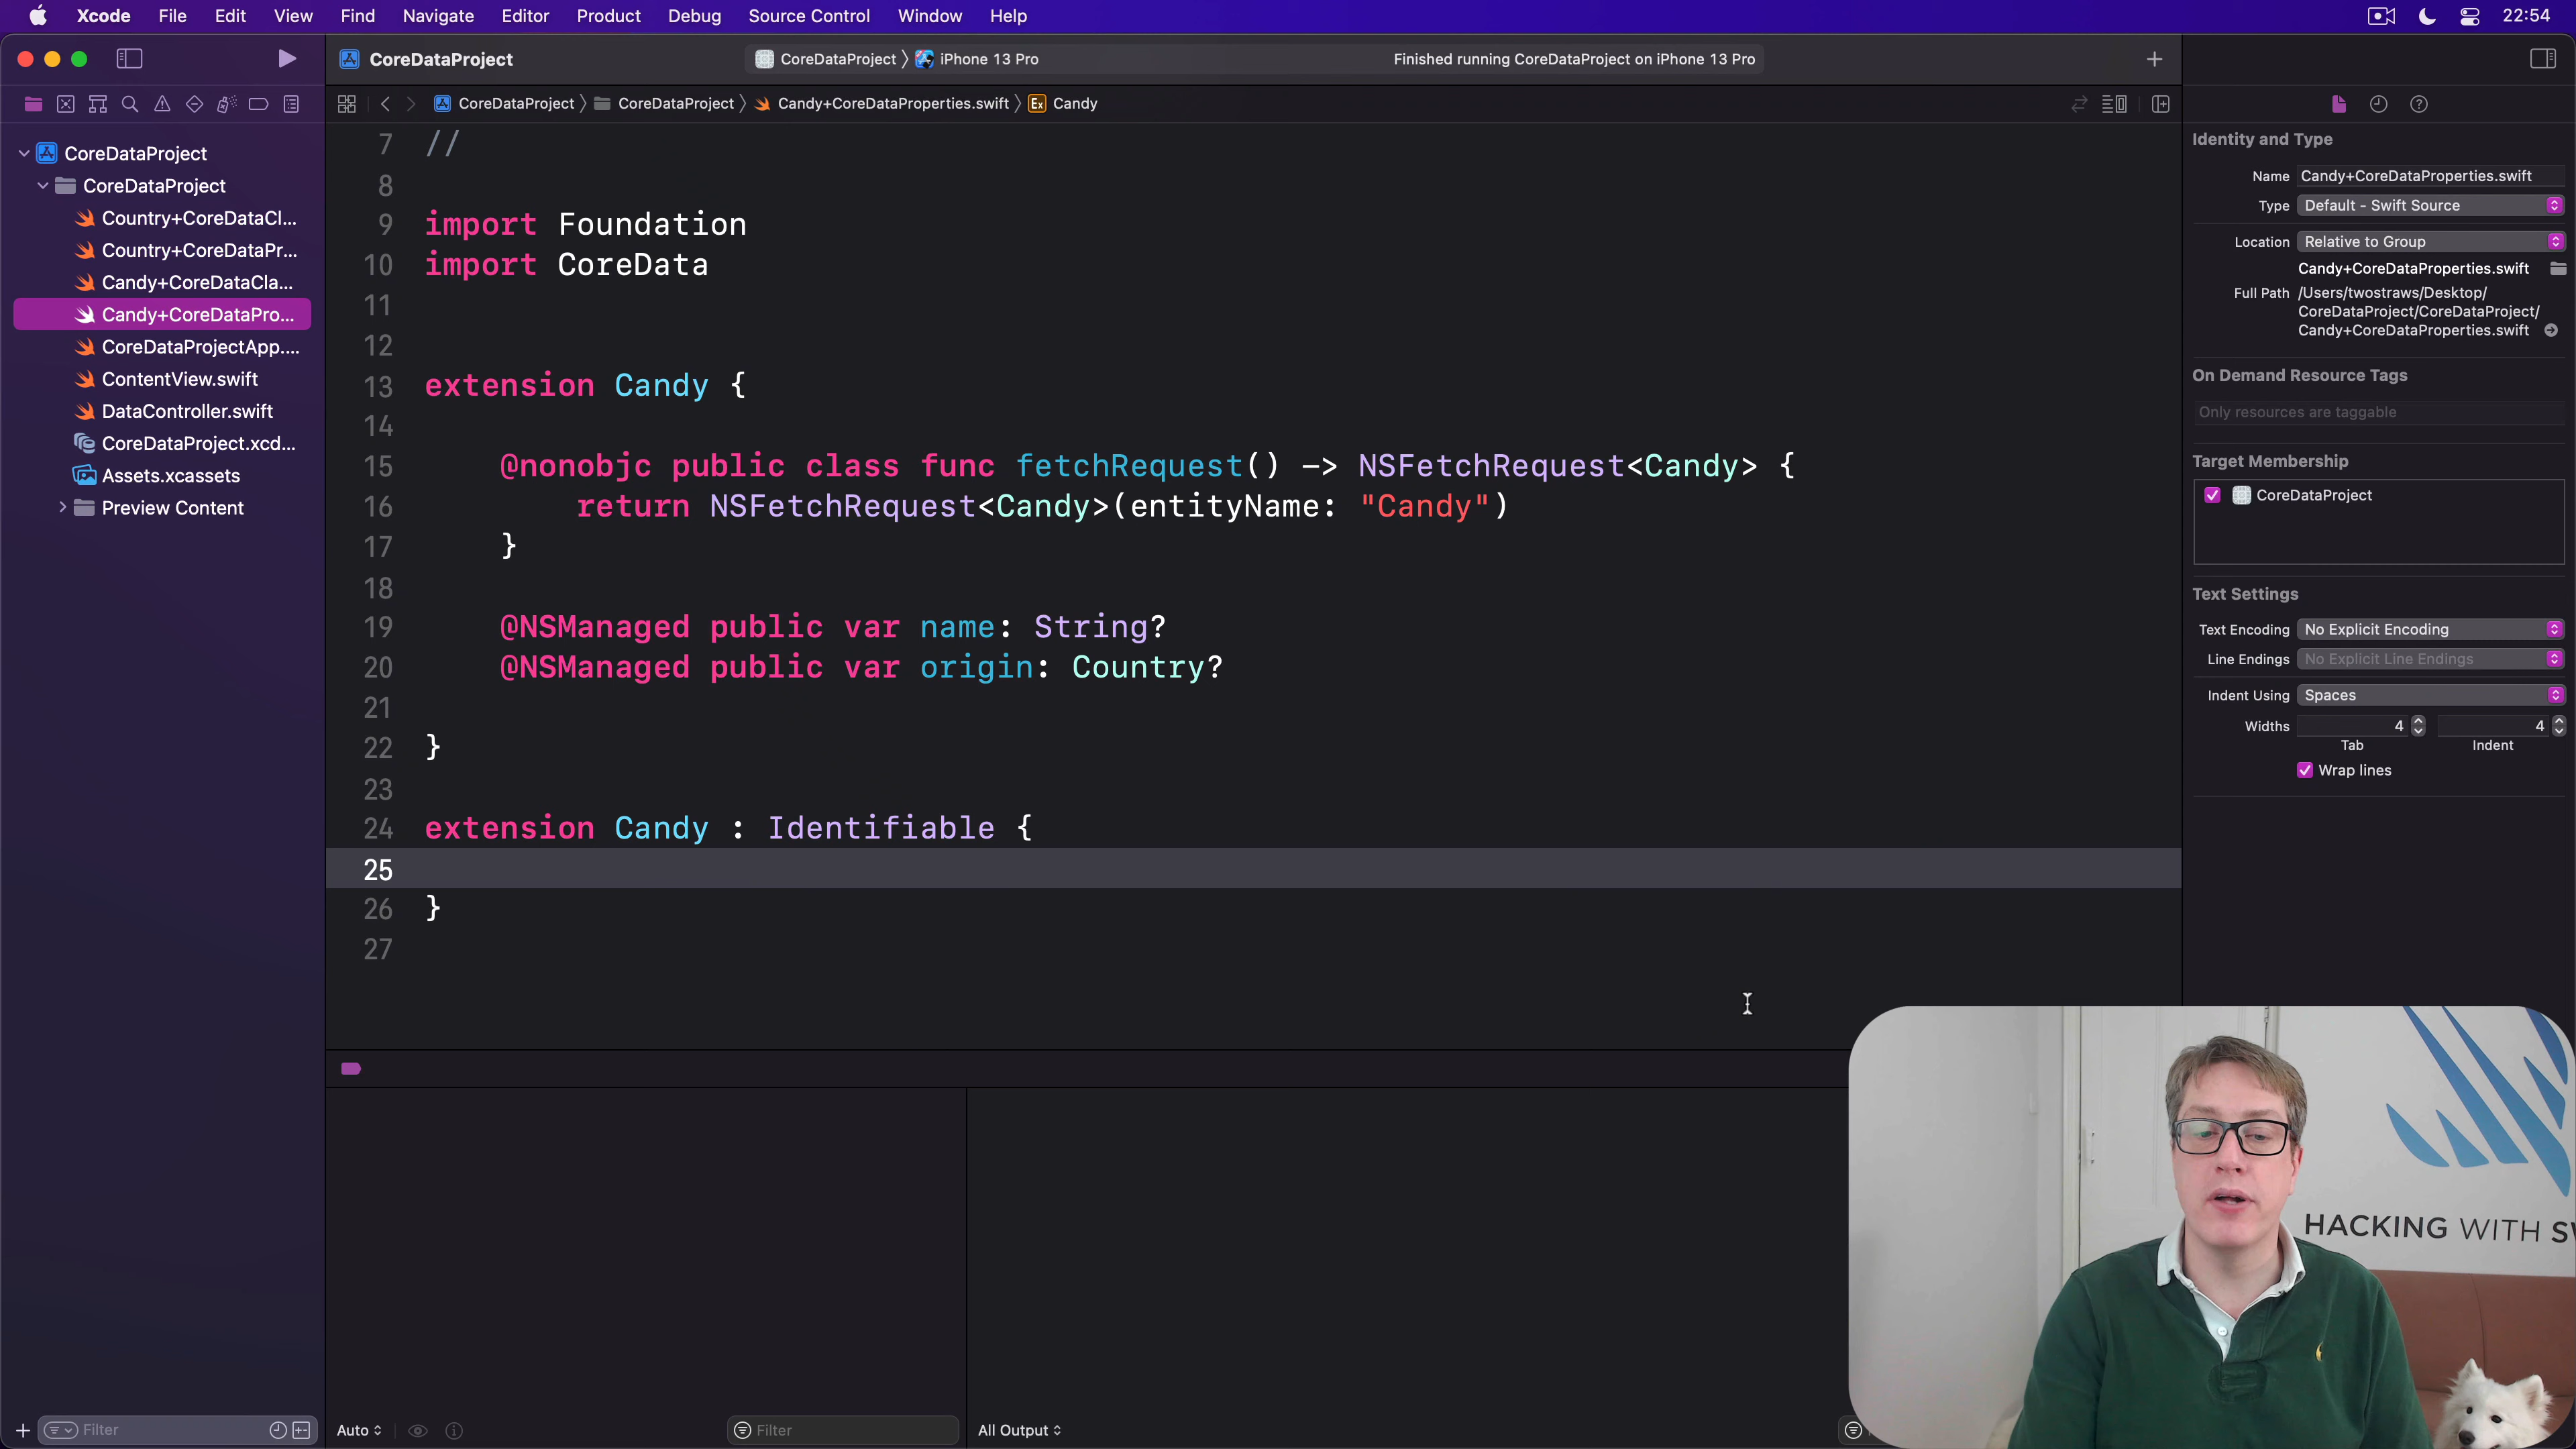 Xcode File Edit View Find Navigate Editor Product Debug Source Control Window Help 22:54
CoreDataProject CoreDataProject iPhone 13 Pro Finished running CoreDataProject on iPhone 13 Pro
CoreDataProject CoreDataProject Candy+CoreDataProperties.swift Ex Candy
CoreDataProject
CoreDataProject
Country+CoreDataCl...
Country+CoreDataPr...
Candy+CoreDataCla...
Candy+CoreDataPro...
CoreDataProjectApp....
ContentView.swift
DataController.swift
CoreDataProject.xcd...
Assets.xcassets
Preview Content
Filter
7 //
8
9 import Foundation
10 import CoreData
11
12
13 extension Candy {
14
15 @nonobjc public class func fetchRequest() -> NSFetchRequest<Candy> {
16 return NSFetchRequest<Candy>(entityName: "Candy")
17 }
18
19 @NSManaged public var name: String?
20 @NSManaged public var origin: Country?
21
22 }
23
24 extension Candy : Identifiable {
25
26 }
27
Auto Filter All Output
Identity and Type
Name Candy+CoreDataProperties.swift
Type Default - Swift Source
Location Relative to Group
Candy+CoreDataProperties.swift
Full Path /Users/twostraws/Desktop/
CoreDataProject/CoreDataProject/
Candy+CoreDataProperties.swift
On Demand Resource Tags
Only resources are taggable
Target Membership
CoreDataProject
Text Settings
Text Encoding No Explicit Encoding
Line Endings No Explicit Line Endings
Indent Using Spaces
Widths 4 4
Tab Indent
Wrap lines
HACKING WITH SW